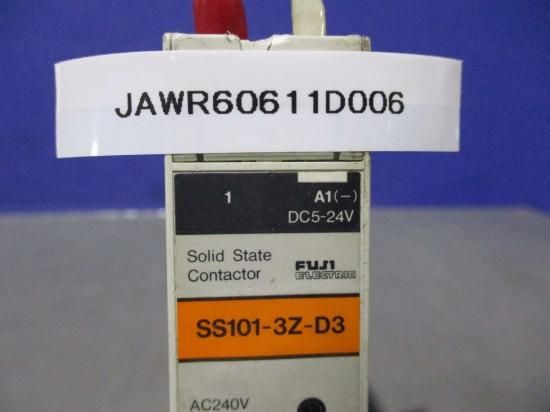 JAWR60611D006
1 A1(-)
DC5-24V
Solid State
Contactor
FUJI
ELECTRIC
SS101-3Z-D3
AC240V